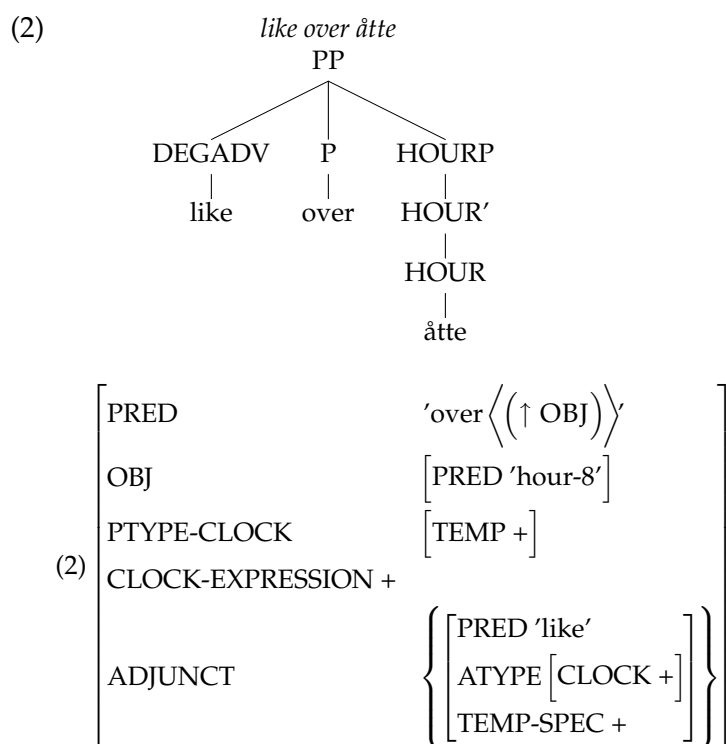 (2)
like over åtte
PP
DEGADV P HOURP
like over HOUR’
HOUR
åtte
PRED ’over⟨(↑ OBJ)⟩’
OBJ [PRED ’hour-8’]
PTYPE-CLOCK [TEMP +]
(2) CLOCK-EXPRESSION +
PRED ’like’
ADJUNCT ATYPE [CLOCK +]
TEMP-SPEC +